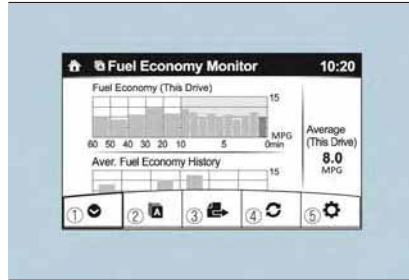 Fuel Economy Monitor 10:20
Fuel Economy (This Drive)
15
60 50 40 30 20 10 5 0min
MPG
Average
(This Drive)
8.0
MPG
Aver. Fuel Economy History
15
① ② A ③ ④ ⑤